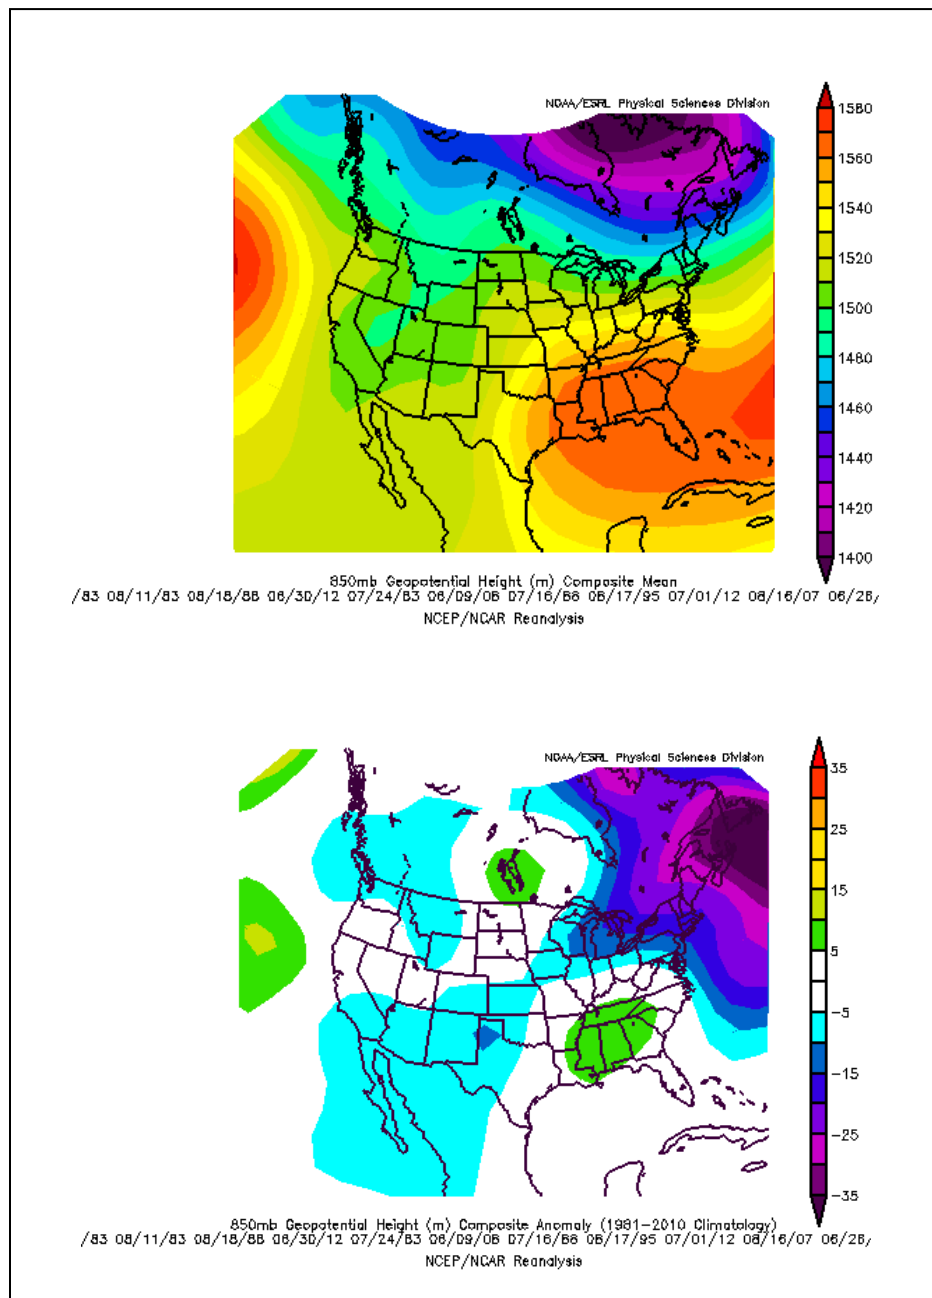 NOAA/ESRL Physical Sciences Division
1580
1560
1540
1520
1500
1480
1460
1440
1420
1400
850mb Geopotential Height (m) Composite Mean
/83 08/11/83 08/18/88 06/30/12 07/24/83 06/09/08 07/16/88 06/17/95 07/01/12 08/16/07 06/26/
NCEP/NCAR Reanalysis
NOAA/ESRL Physical Sciences Division
35
25
15
5
-5
-15
-25
-35
850mb Geopotential Height (m) Composite Anomaly (1981-2010 Climatology)
/83 08/11/83 08/18/88 06/30/12 07/24/83 06/09/08 07/16/88 06/17/95 07/01/12 08/16/07 06/26/
NCEP/NCAR Reanalysis